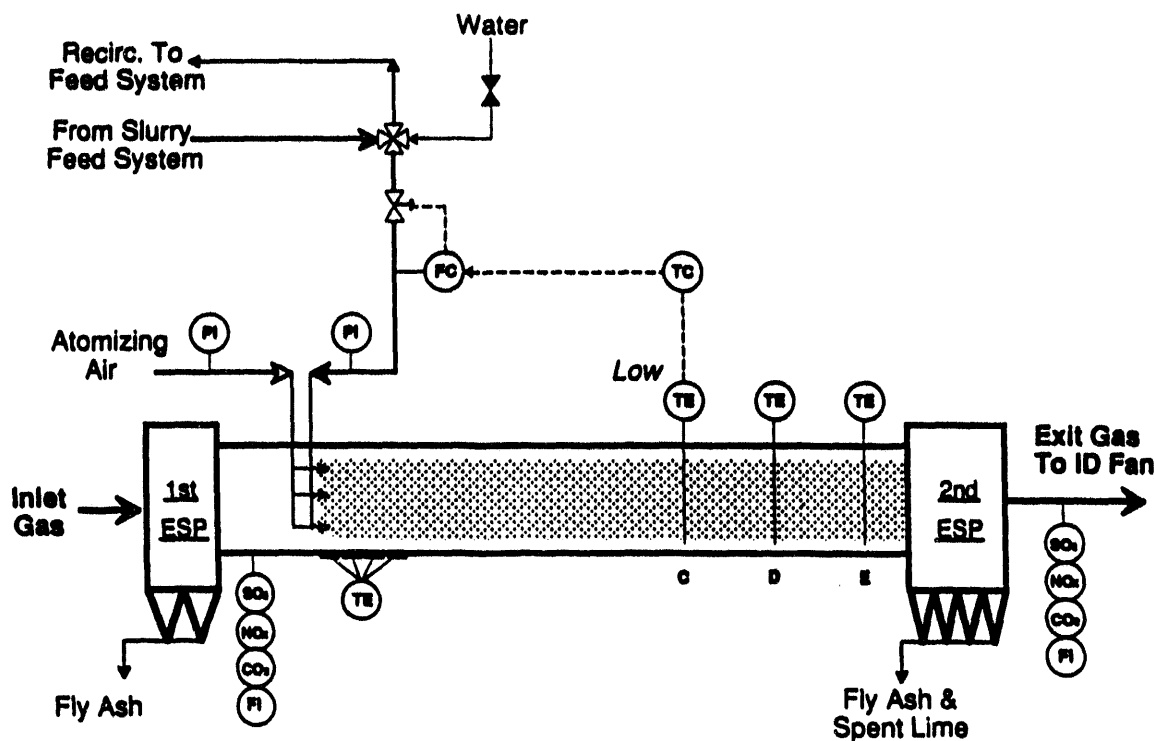 Water
Recirc. To
Feed System
From Slurry
Feed System
FC
TC
PI
PI
Atomizing
Air
Low
TE
TE
TE
Exit Gas
To ID Fan
Inlet
Gas
1st
ESP
2nd
ESP
C
D
E
TE
SO₂
NOₓ
CO₂
FI
SO₂
NOₓ
CO₂
FI
Fly Ash
Fly Ash &
Spent Lime